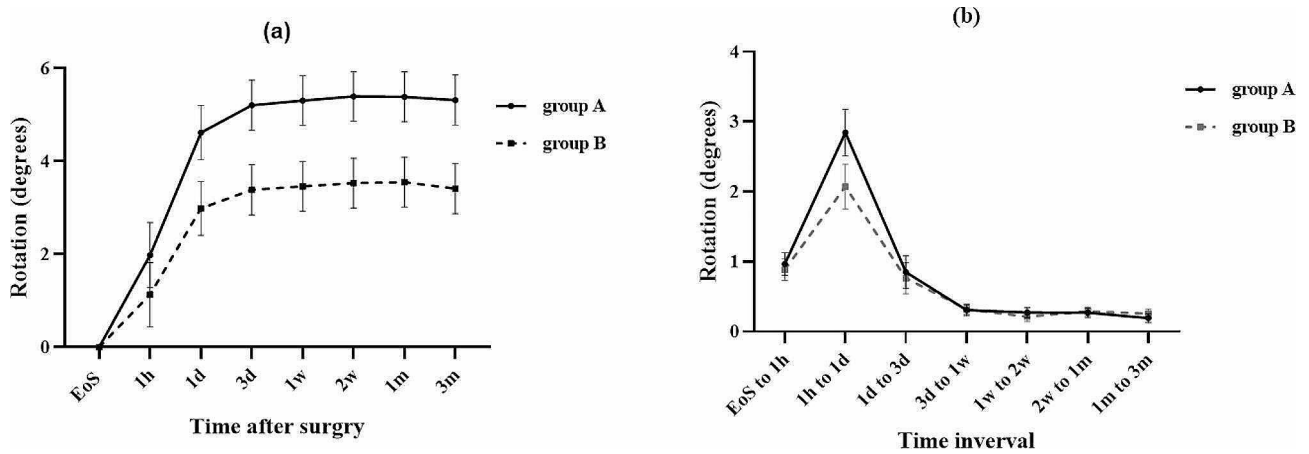 (a)
Rotation (degrees)
6
4
2
0
EoS
1h
1d
3d
1w
2w
1m
3m
Time after surgry
group A
group B
(b)
Rotation (degrees)
4
3
2
1
0
EoS to 1h
1h to 1d
1d to 3d
3d to 1w
1w to 2w
2w to 1m
1m to 3m
Time inverval
group A
group B